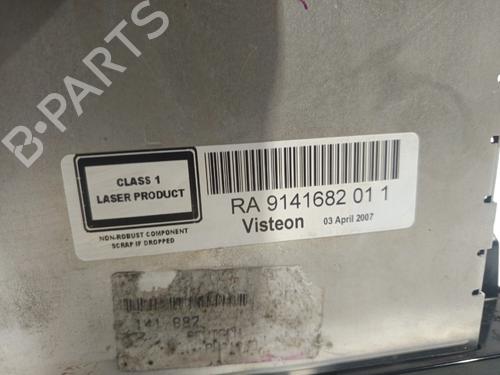 B-PARTS
CLASS 1
LASER PRODUCT
NON-ROBUST COMPONENT
SCRAP IF DROPPED
RA 9141682 01 1
Visteon 03 April 2007